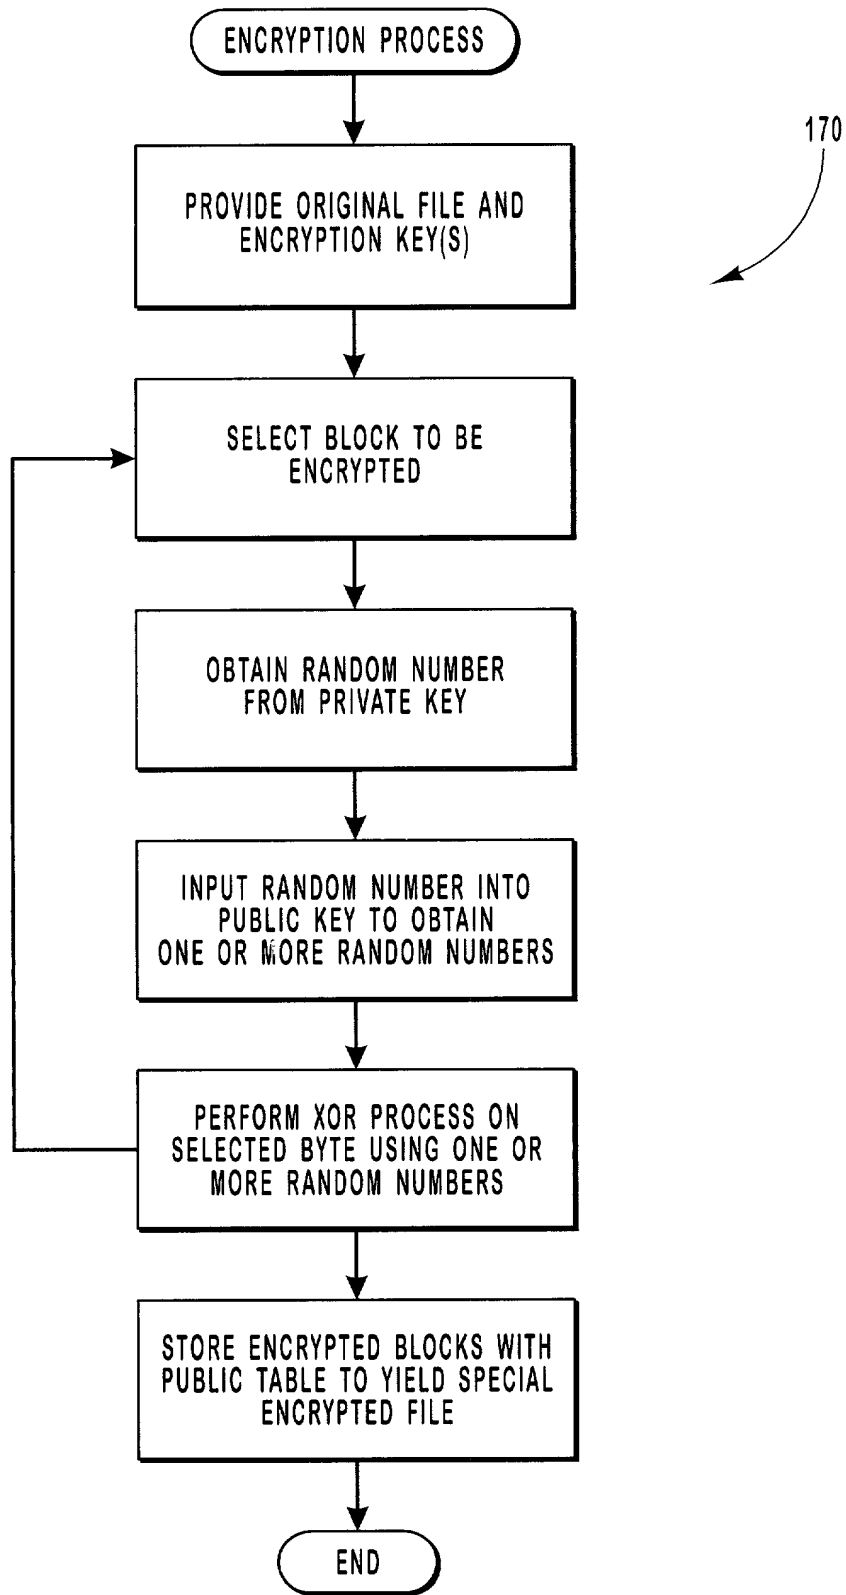 ENCRYPTION PROCESS
170
PROVIDE ORIGINAL FILE AND
ENCRYPTION KEY(S)
SELECT BLOCK TO BE
ENCRYPTED
OBTAIN RANDOM NUMBER
FROM PRIVATE KEY
INPUT RANDOM NUMBER INTO
PUBLIC KEY TO OBTAIN
ONE OR MORE RANDOM NUMBERS
PERFORM XOR PROCESS ON
SELECTED BYTE USING ONE OR
MORE RANDOM NUMBERS
STORE ENCRYPTED BLOCKS WITH
PUBLIC TABLE TO YIELD SPECIAL
ENCRYPTED FILE
END